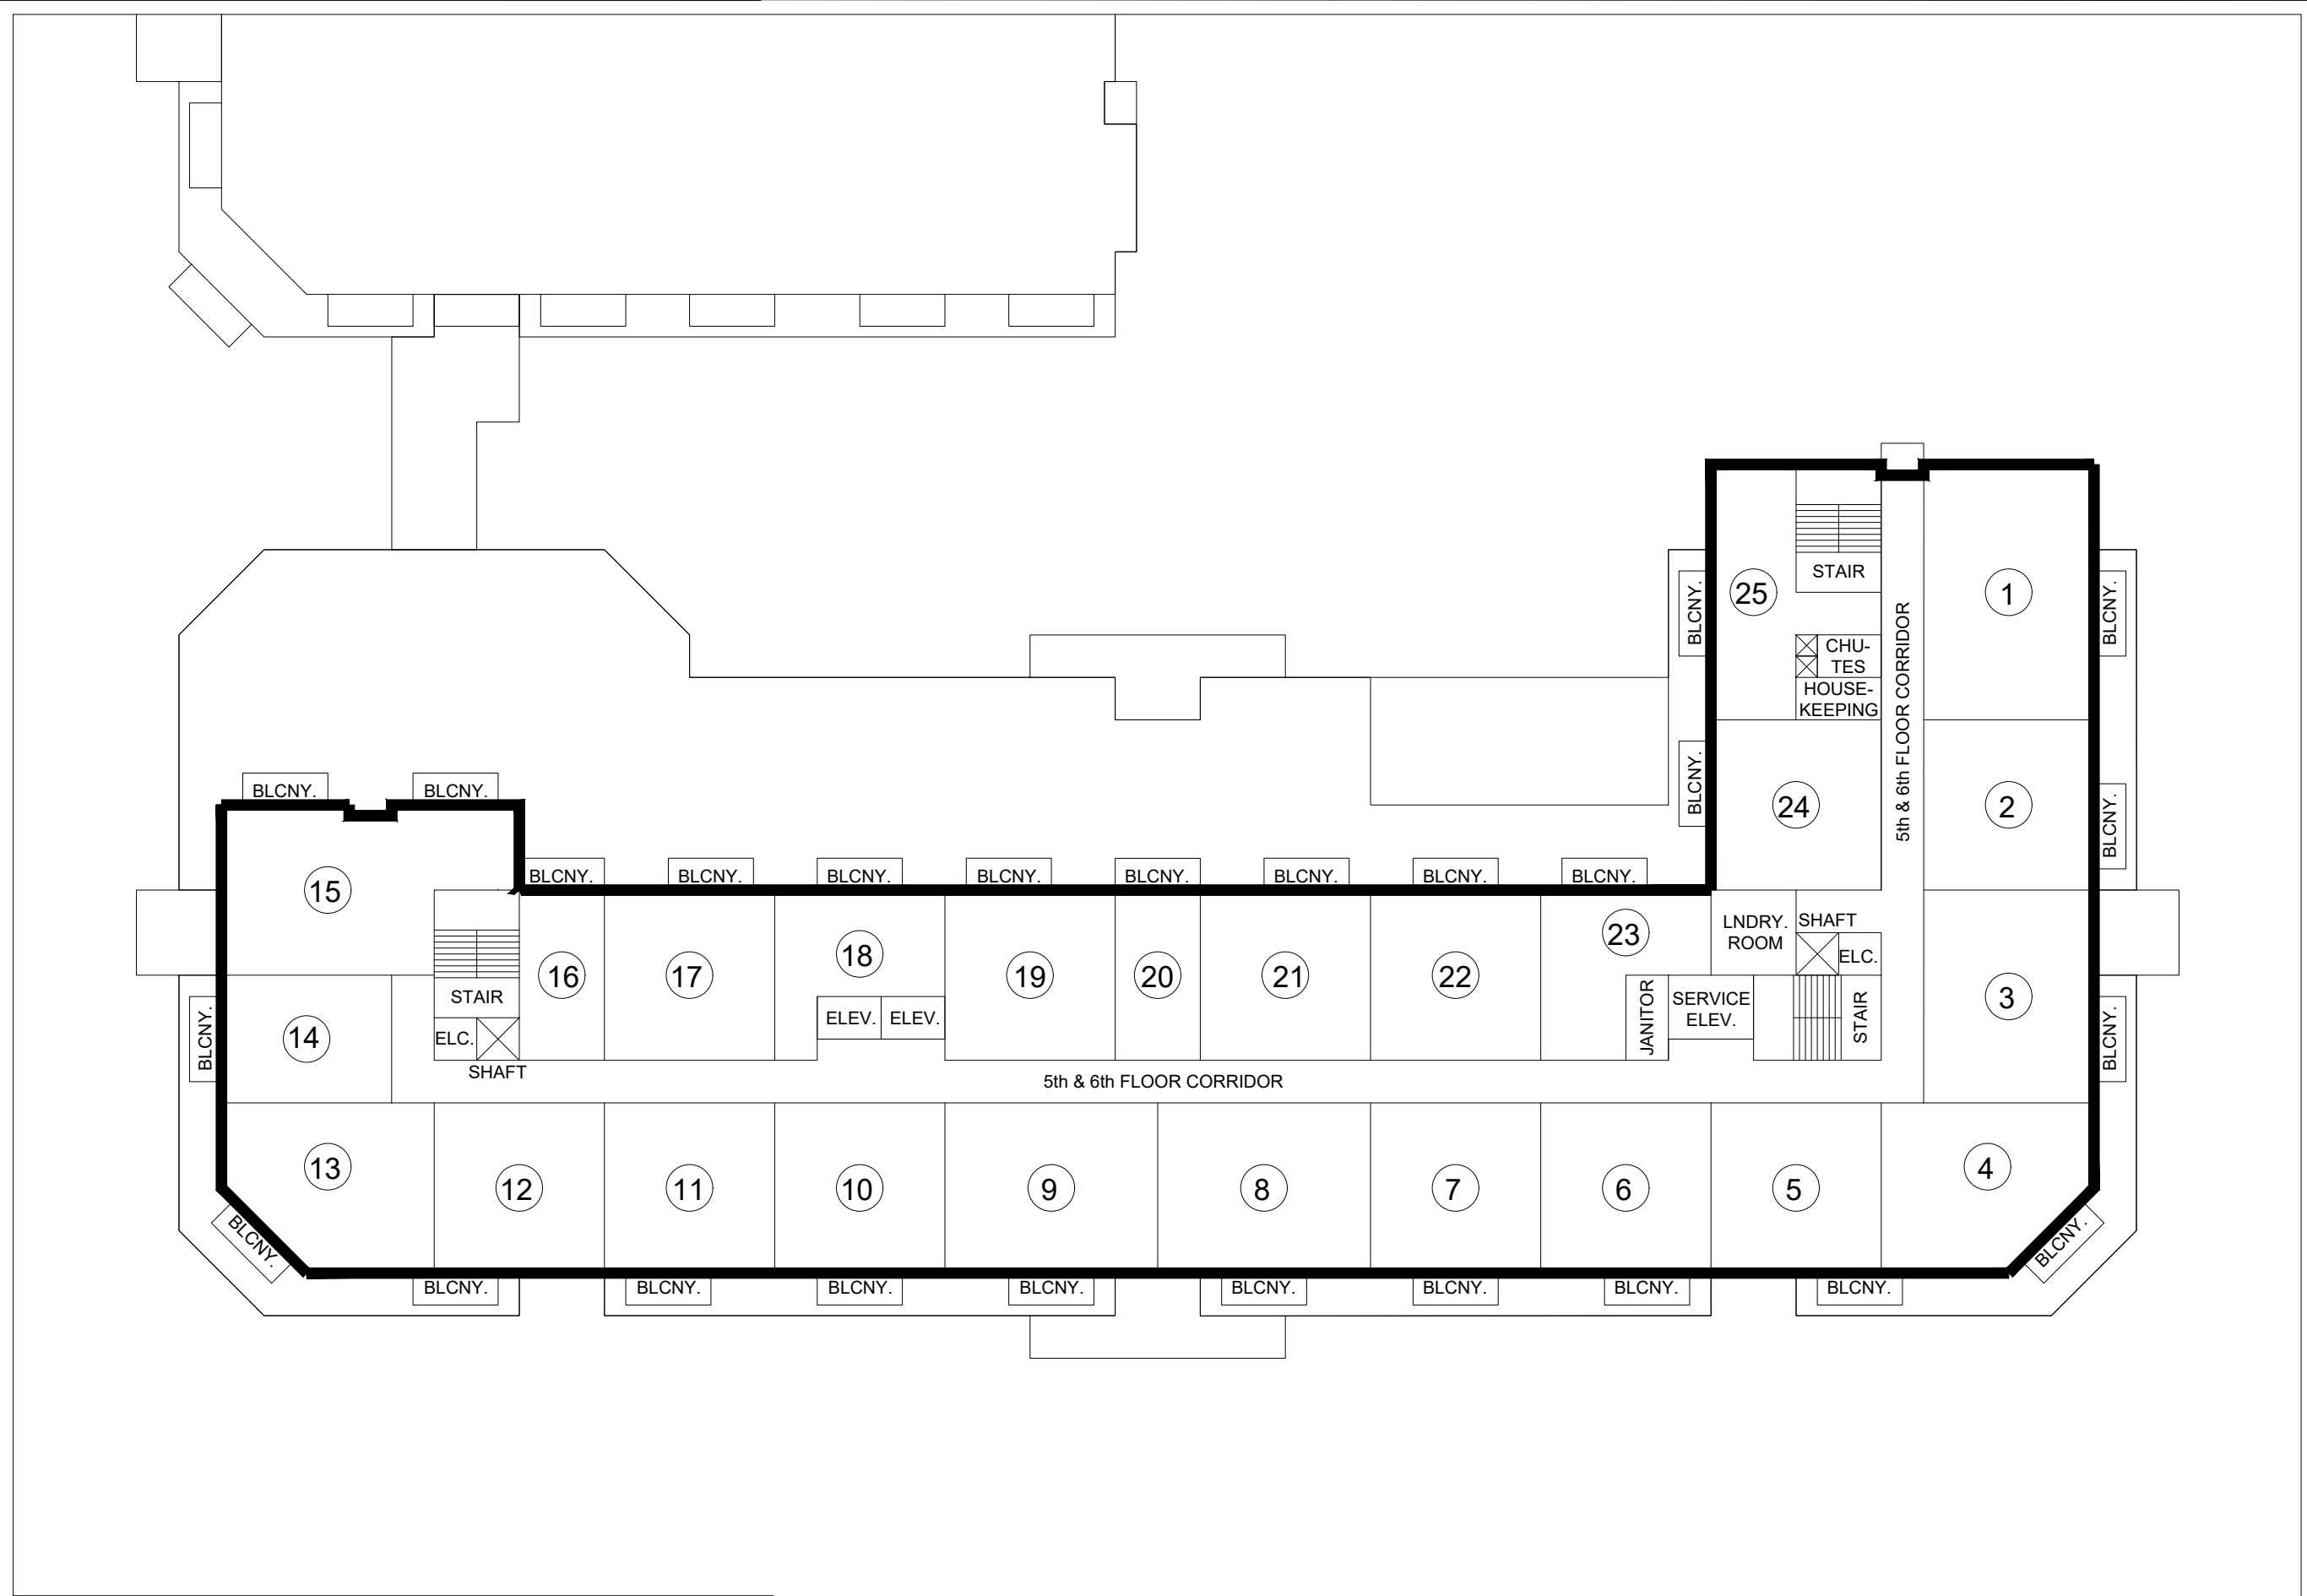 STAIR
25
1
BLCNY.
BLCNY.
5th & 6th FLOOR CORRIDOR
CHU-
TES
HOUSE-
KEEPING
BLCNY.
BLCNY.
24
2
BLCNY.
BLCNY.
BLCNY.
BLCNY.
BLCNY.
BLCNY.
BLCNY.
BLCNY.
BLCNY.
BLCNY.
15
16
17
18
19
20
21
22
23
LNDRY.
ROOM
SHAFT
ELC.
3
STAIR
ELC.
SHAFT
14
BLCNY.
ELEV.
ELEV.
JANITOR
SERVICE
ELEV.
STAIR
BLCNY.
5th & 6th FLOOR CORRIDOR
13
12
11
10
9
8
7
6
5
4
BLCNY.
BLCNY.
BLCNY.
BLCNY.
BLCNY.
BLCNY.
BLCNY.
BLCNY.
BLCNY.
BLCNY.